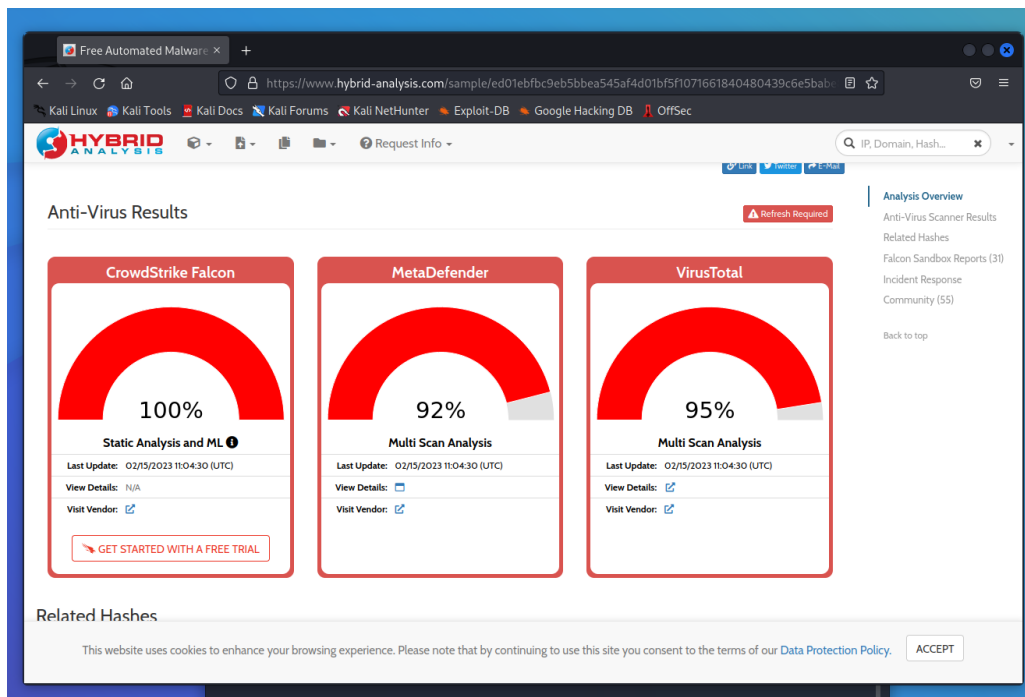 Free Automated Malware
https://www.hybrid-analysis.com/sample/ed01ebfbc9eb5bbea545af4d01bf5f1071661840480439c6e5babe
Kali Linux Kali Tools Kali Docs Kali Forums Kali NetHunter Exploit-DB Google Hacking DB OffSec
HYBRID
ANALYSIS
Request Info
IP, Domain, Hash...
Link Twitter E-Mail
Anti-Virus Results
Refresh Required
Analysis Overview
Anti-Virus Scanner Results
Related Hashes
Falcon Sandbox Reports (31)
Incident Response
Community (55)
Back to top
CrowdStrike Falcon
100%
Static Analysis and ML
Last Update: 02/15/2023 11:04:30 (UTC)
View Details: N/A
Visit Vendor:
GET STARTED WITH A FREE TRIAL
MetaDefender
92%
Multi Scan Analysis
Last Update: 02/15/2023 11:04:30 (UTC)
View Details:
Visit Vendor:
VirusTotal
95%
Multi Scan Analysis
Last Update: 02/15/2023 11:04:30 (UTC)
View Details:
Visit Vendor:
Related Hashes
This website uses cookies to enhance your browsing experience. Please note that by continuing to use this site you consent to the terms of our Data Protection Policy.
ACCEPT